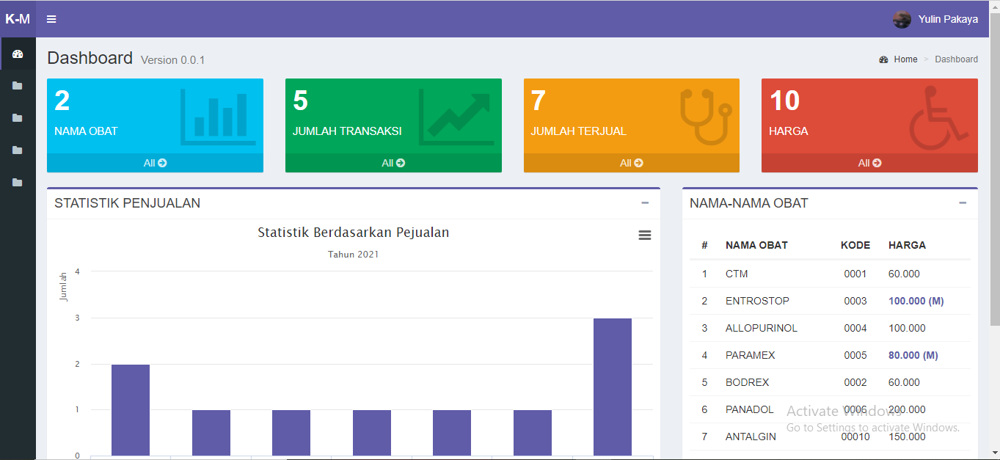 K-M
Yulin Pakaya
Dashboard Version 0.0.1
Home > Dashboard
2
NAMA OBAT
All
5
JUMLAH TRANSAKSI
All
7
JUMLAH TERJUAL
All
10
HARGA
All
STATISTIK PENJUALAN
Statistik Berdasarkan Pejualan
Tahun 2021
Jumlah
4
3
2
1
0
NAMA-NAMA OBAT
# NAMA OBAT KODE HARGA
1 CTM 0001 60.000
2 ENTROSTOP 0003 100.000 (M)
3 ALLOPURINOL 0004 100.000
4 PARAMEX 0005 80.000 (M)
5 BODREX 0002 60.000
6 PANADOL 0006 200.000
7 ANTALGIN 00010 150.000
Activate Windows
Go to Settings to activate Windows.